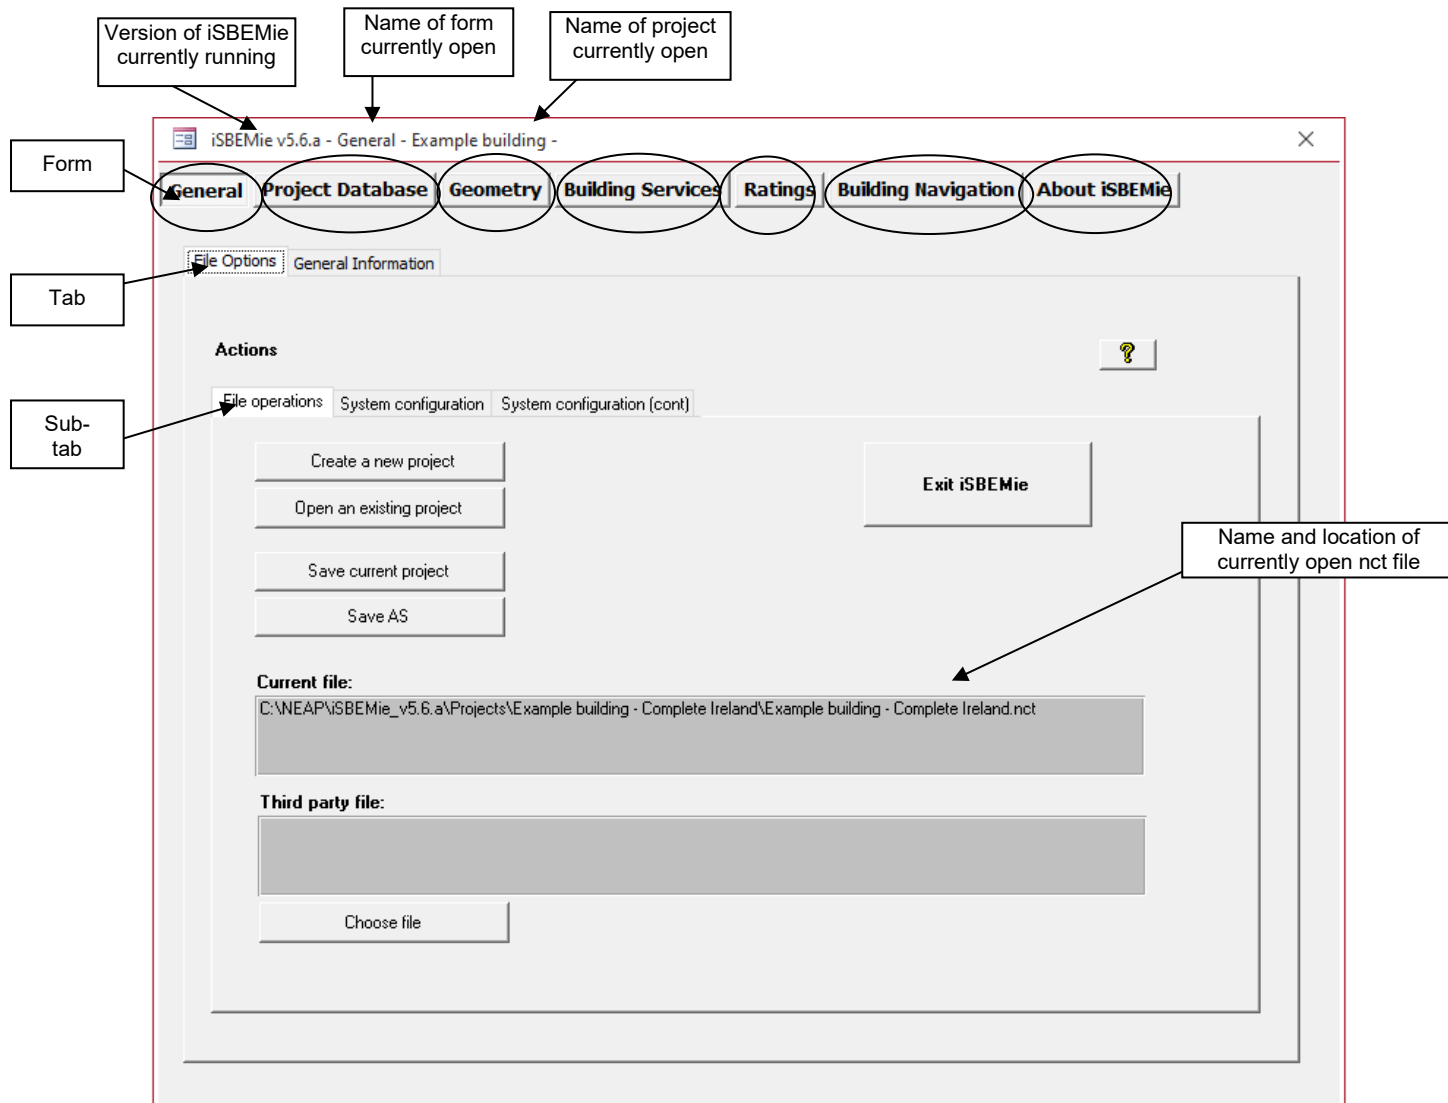 Version of iSBEMie
currently running
Name of form
currently open
Name of project
currently open
Form
iSBEMie v5.6.a - General - Example building -
General Project Database Geometry Building Services Ratings Building Navigation About iSBEMie
File Options General Information
Tab
Actions
?
File operations System configuration System configuration (cont)
Sub-
tab
Create a new project
Exit iSBEMie
Open an existing project
Name and location of
currently open nct file
Save current project
Save AS
Current file:
C:\NEAP\iSBEMie_v5.6.a\Projects\Example building - Complete Ireland\Example building - Complete Ireland.nct
Third party file:
Choose file